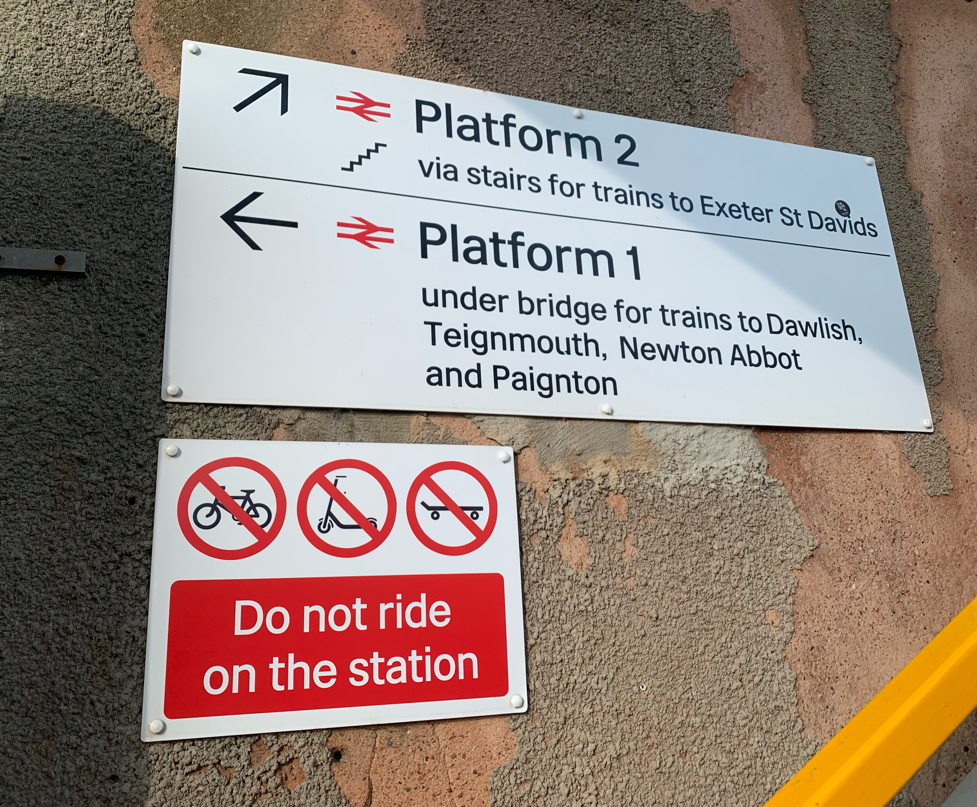 Platform 2
via stairs for trains to Exeter St Davids
Platform 1
under bridge for trains to Dawlish,
Teignmouth, Newton Abbot
and Paignton
Do not ride
on the station